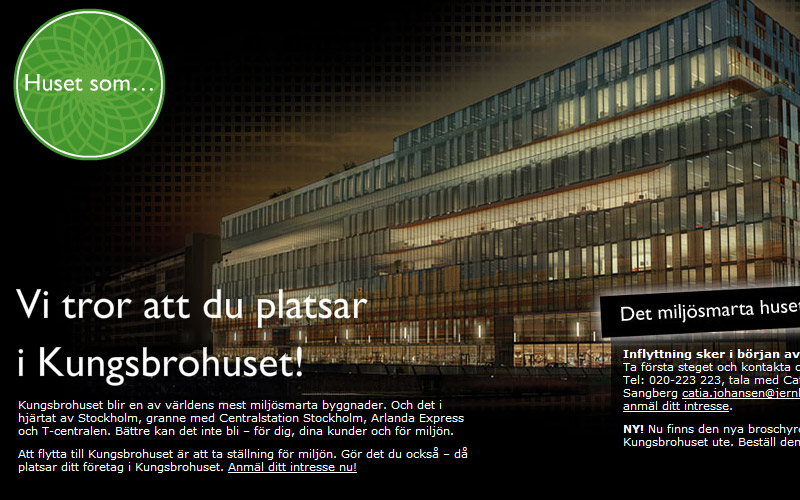 Huset som...
Vi tror att du platsar
i Kungsbrohuset!
Kungsbrohuset blir en av världens mest miljösmarta byggnader. Och det i
hjärtat av Stockholm, granne med Centralstation Stockholm, Arlanda Express
och T-centralen. Bättre kan det inte bli – för dig, dina kunder och för miljön.
Att flytta till Kungsbrohuset är att ta ställning för miljön. Gör det du också – då
platsar ditt företag i Kungsbrohuset. Anmäl ditt intresse nu!
Det miljösmarta huset
Inflyttning sker i början av
Ta första steget och kontakta
Tel: 020-223 223, tala med
Sangberg catia.johansen@jern
anmäl ditt intresse.
NY! Nu finns den nya broschyre
Kungsbrohuset ute. Beställ den